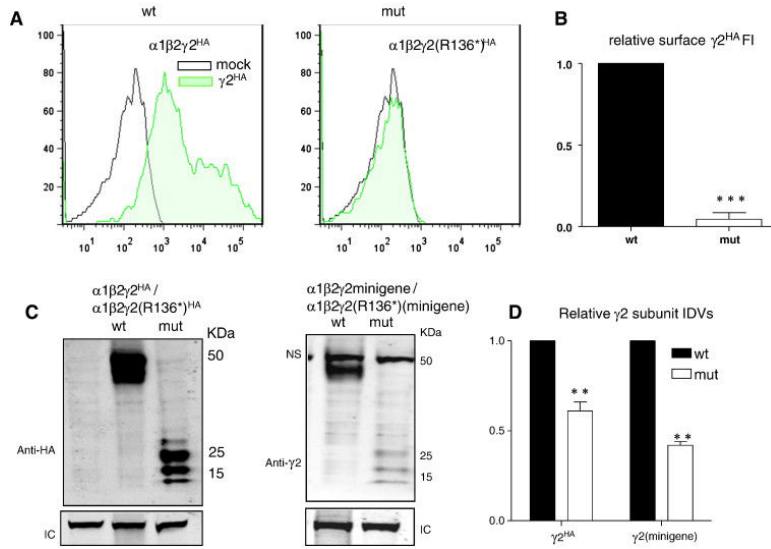 A
wt
mut
α1β2γ2HA
mock
γ2HA
100
80
60
40
20
10¹ 10² 10³ 10⁴ 10⁵
α1β2γ2(R136*)HA
100
80
60
40
20
10¹ 10² 10³ 10⁴ 10⁵
B
relative surface γ2HA FI
1.0
0.5
0.0
***
wt
mut
C
α1β2γ2HA /
α1β2γ2(R136*)HA
wt mut
KDa
50
25
15
Anti-HA
IC
α1β2γ2minigene/
α1β2γ2(R136*)(minigene)
wt mut
KDa
NS
50
25
15
Anti-γ2
IC
D
Relative γ2 subunit IDVs
wt
mut
1.0
0.5
0.0
**
**
γ2HA
γ2(minigene)